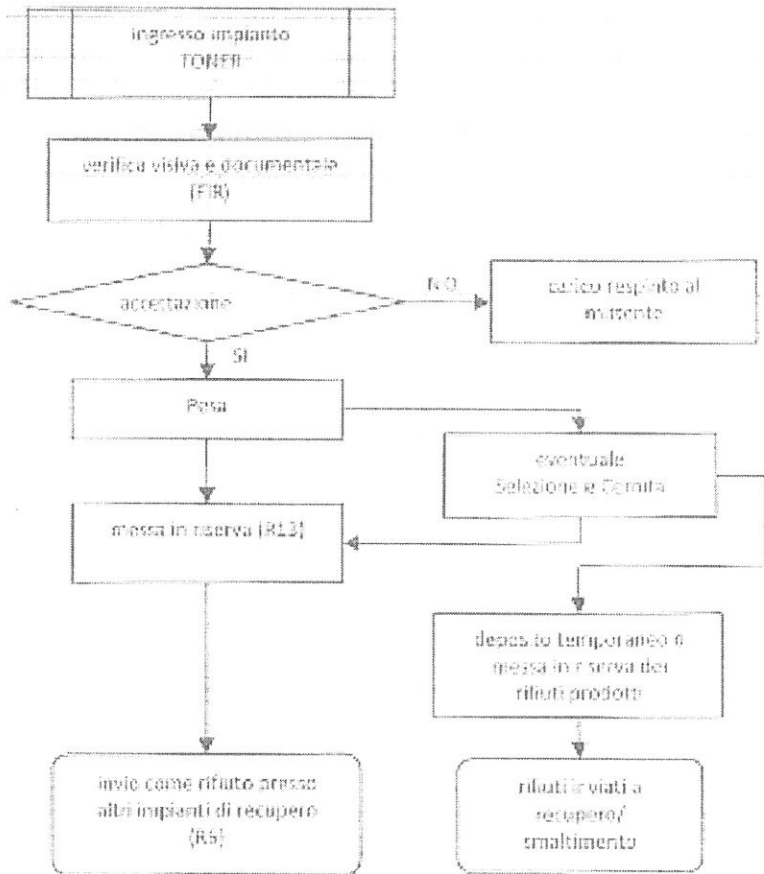 ingresso impianto
TONER
verifica visiva e documentale
(FIR)
accettazione
NO
carico respinto al
mittente
SI
Pesa
eventuale
Selezione e Cernita
messa in riserva (R13)
deposito temporaneo o
messa in riserva dei
rifiuti prodotti
invio come rifiuto presso
altri impianti di recupero
rifiuti inviati a
recupero/
smaltimento